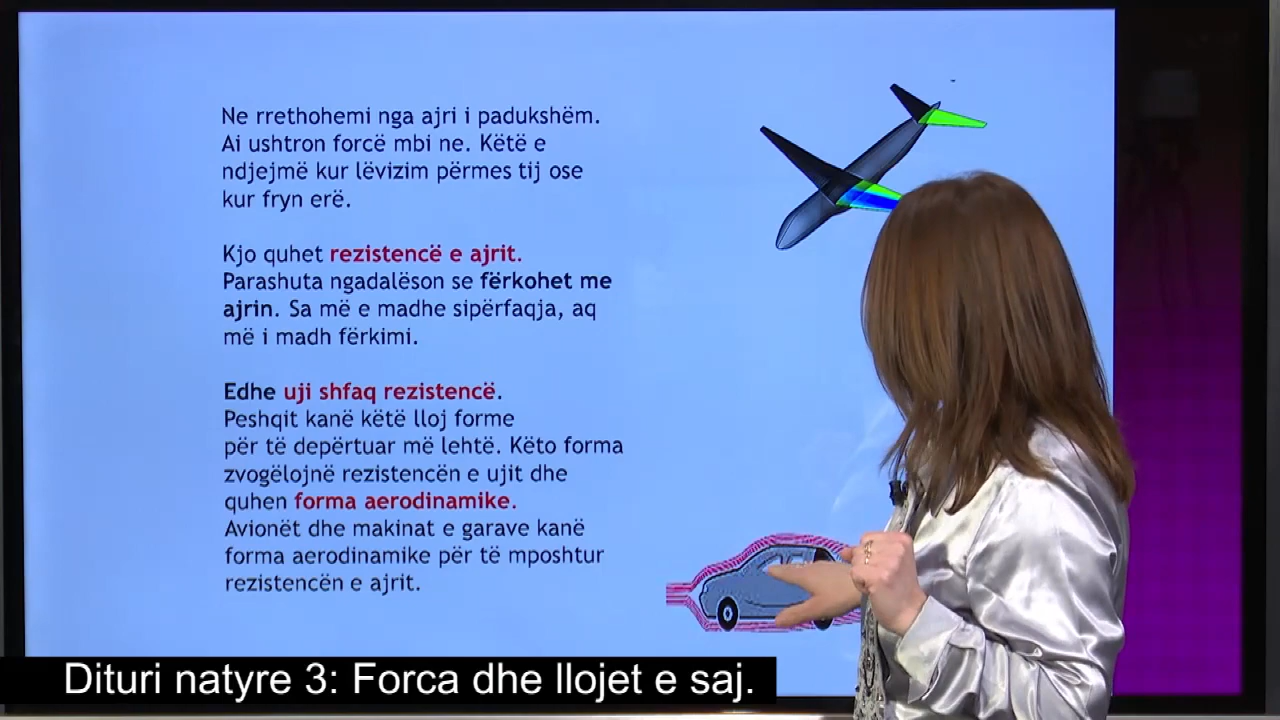 Ne rrethohemi nga ajri i padukshëm.
Ai ushtron forcë mbi ne. Këtë e
ndjejmë kur lëvizim përmes tij ose
kur fryn erë.
Kjo quhet rezistencë e ajrit.
Parashuta ngadalëson se fërkohet me
ajrin. Sa më e madhe sipërfaqja, aq
më i madh fërkimi.
Edhe uji shfaq rezistencë.
Peshqit kanë këtë lloj forme
për të depërtuar më lehtë. Këto forma
zvogëlojnë rezistencën e ujit dhe
quhen forma aerodinamike.
Avionët dhe makinat e garave kanë
forma aerodinamike për të mposhtur
rezistencën e ajrit.
Dituri natyre 3: Forca dhe llojet e saj.